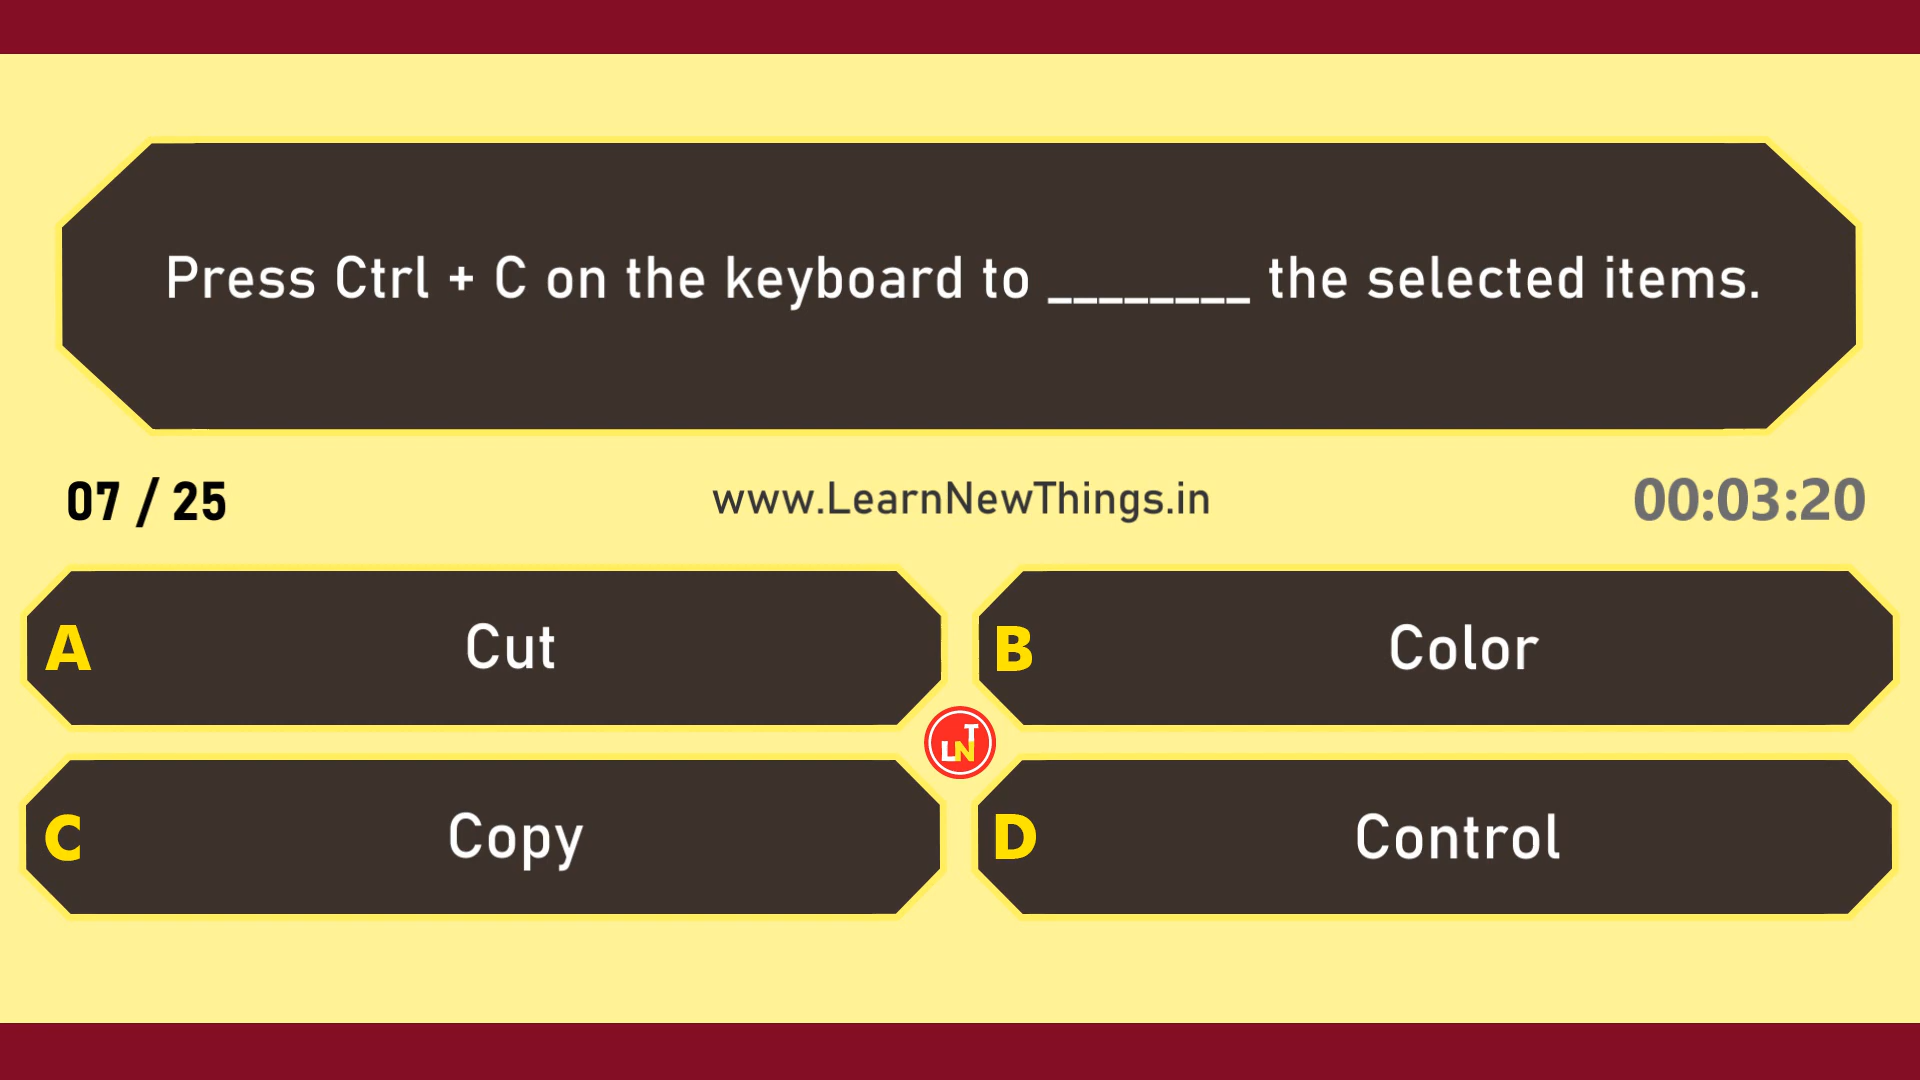 Press Ctrl + C on the keyboard to ________ the selected items.
07 / 25
www.LearnNewThings.in
00:03:20
A Cut
B Color
LNT
C Copy
D Control